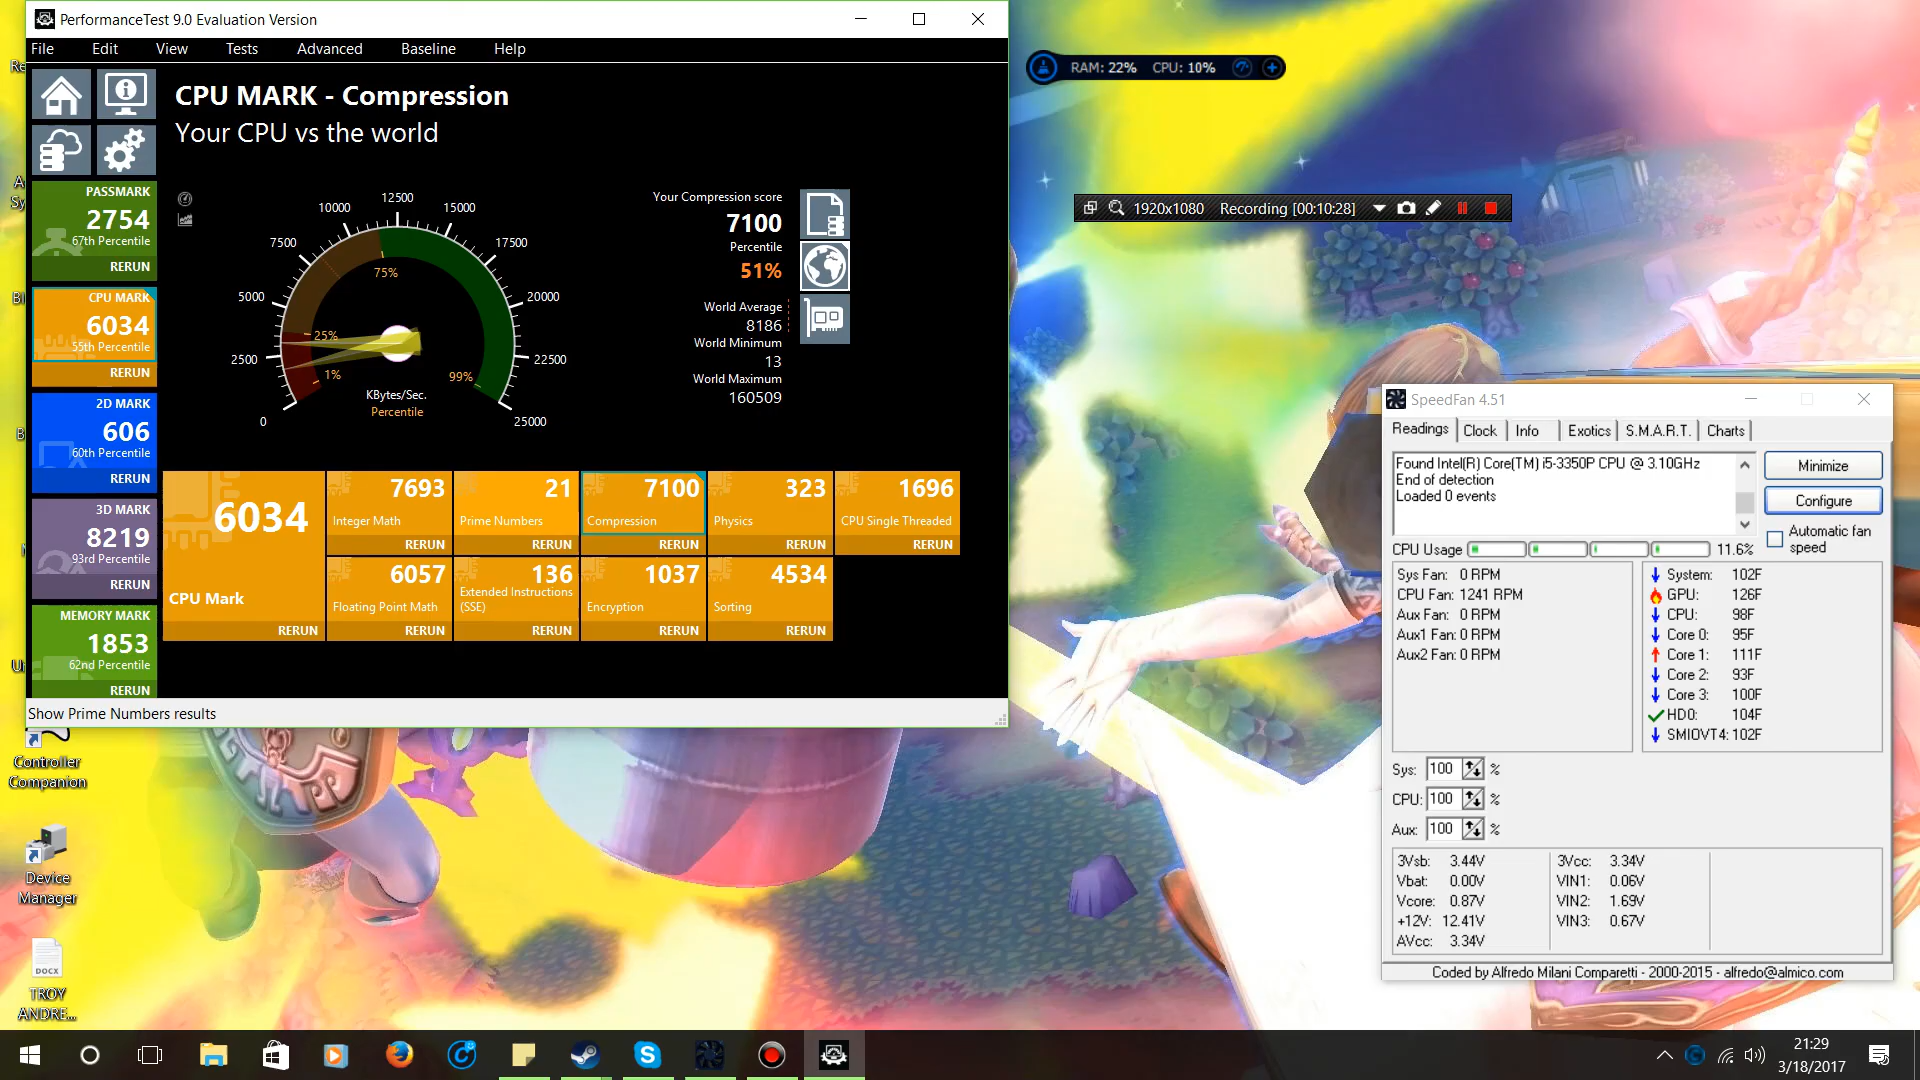 PerformanceTest 9.0 Evaluation Version
File Edit View Tests Advanced Baseline Help
CPU MARK - Compression
Your CPU vs the world
PASSMARK
2754
67th Percentile
RERUN
CPU MARK
6034
55th Percentile
RERUN
2D MARK
606
60th Percentile
RERUN
3D MARK
8219
93rd Percentile
RERUN
MEMORY MARK
1853
62nd Percentile
RERUN
0
2500
5000
7500
10000
12500
15000
17500
20000
22500
25000
1%
25%
75%
99%
KBytes/Sec.
Percentile
Your Compression score
7100
Percentile
51%
World Average
8186
World Minimum
13
World Maximum
160509
6034
CPU Mark
RERUN
7693
Integer Math
RERUN
21
Prime Numbers
RERUN
7100
Compression
RERUN
323
Physics
RERUN
1696
CPU Single Threaded
RERUN
6057
Floating Point Math
RERUN
136
Extended Instructions
(SSE)
RERUN
1037
Encryption
RERUN
4534
Sorting
RERUN
Show Prime Numbers results
RAM: 22% CPU: 10%
1920x1080 Recording [00:10:28]
SpeedFan 4.51
Readings Clock Info Exotics S.M.A.R.T. Charts
Found Intel(R) Core(TM) i5-3350P CPU @ 3.10GHz
End of detection
Loaded 0 events
Minimize
Configure
Automatic fan
speed
CPU Usage 11.6%
Sys Fan: 0 RPM
CPU Fan: 1241 RPM
Aux Fan: 0 RPM
Aux1 Fan: 0 RPM
Aux2 Fan: 0 RPM
System: 102F
GPU: 126F
CPU: 98F
Core 0: 95F
Core 1: 111F
Core 2: 93F
Core 3: 100F
HD0: 104F
SMIOVT4: 102F
Sys: 100 %
CPU: 100 %
Aux: 100 %
3Vsb: 3.44V
Vbat: 0.00V
Vcore: 0.87V
+12V: 12.41V
AVcc: 3.34V
3Vcc: 3.34V
VIN1: 0.06V
VIN2: 1.69V
VIN3: 0.67V
Coded by Alfredo Milani Comparetti - 2000-2015 - alfredo@almico.com
Controller
Companion
Device
Manager
DOCX
TROY
ANDRE...
21:29
3/18/2017